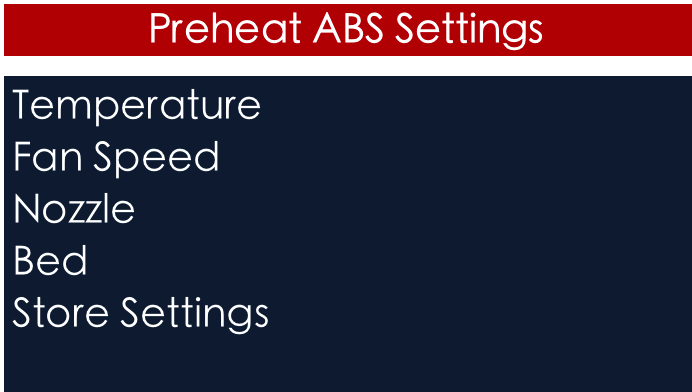 Preheat ABS Settings
Temperature
Fan Speed
Nozzle
Bed
Store Settings